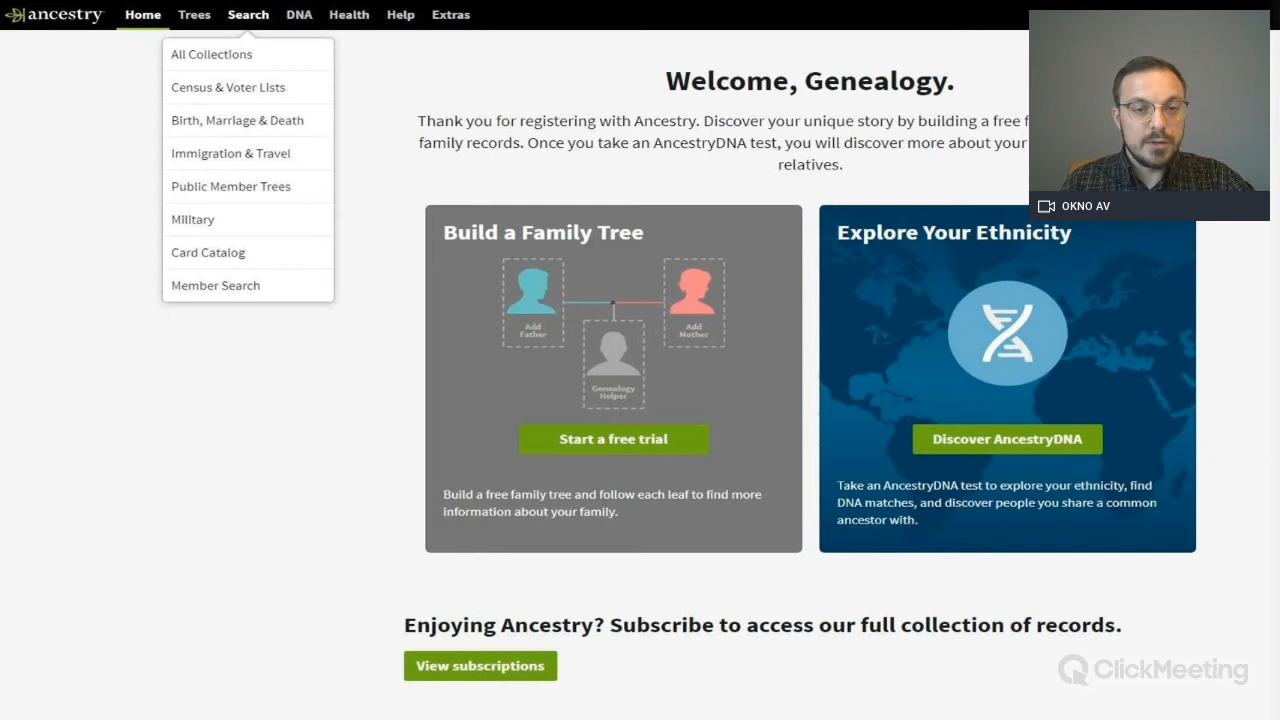 ancestry Home Trees Search DNA Health Help Extras
All Collections
Census & Voter Lists
Birth, Marriage & Death
Immigration & Travel
Public Member Trees
Military
Card Catalog
Member Search
Welcome, Genealogy.
Thank you for registering with Ancestry. Discover your unique story by building a free
family records. Once you take an AncestryDNA test, you will discover more about your
relatives.
OKNO AV
Build a Family Tree
Add
Father
Add
Mother
Genealogy
Helper
Start a free trial
Build a free family tree and follow each leaf to find more
information about your family.
Explore Your Ethnicity
Discover AncestryDNA
Take an AncestryDNA test to explore your ethnicity, find
DNA matches, and discover people you share a common
ancestor with.
Enjoying Ancestry? Subscribe to access our full collection of records.
View subscriptions
ClickMeeting